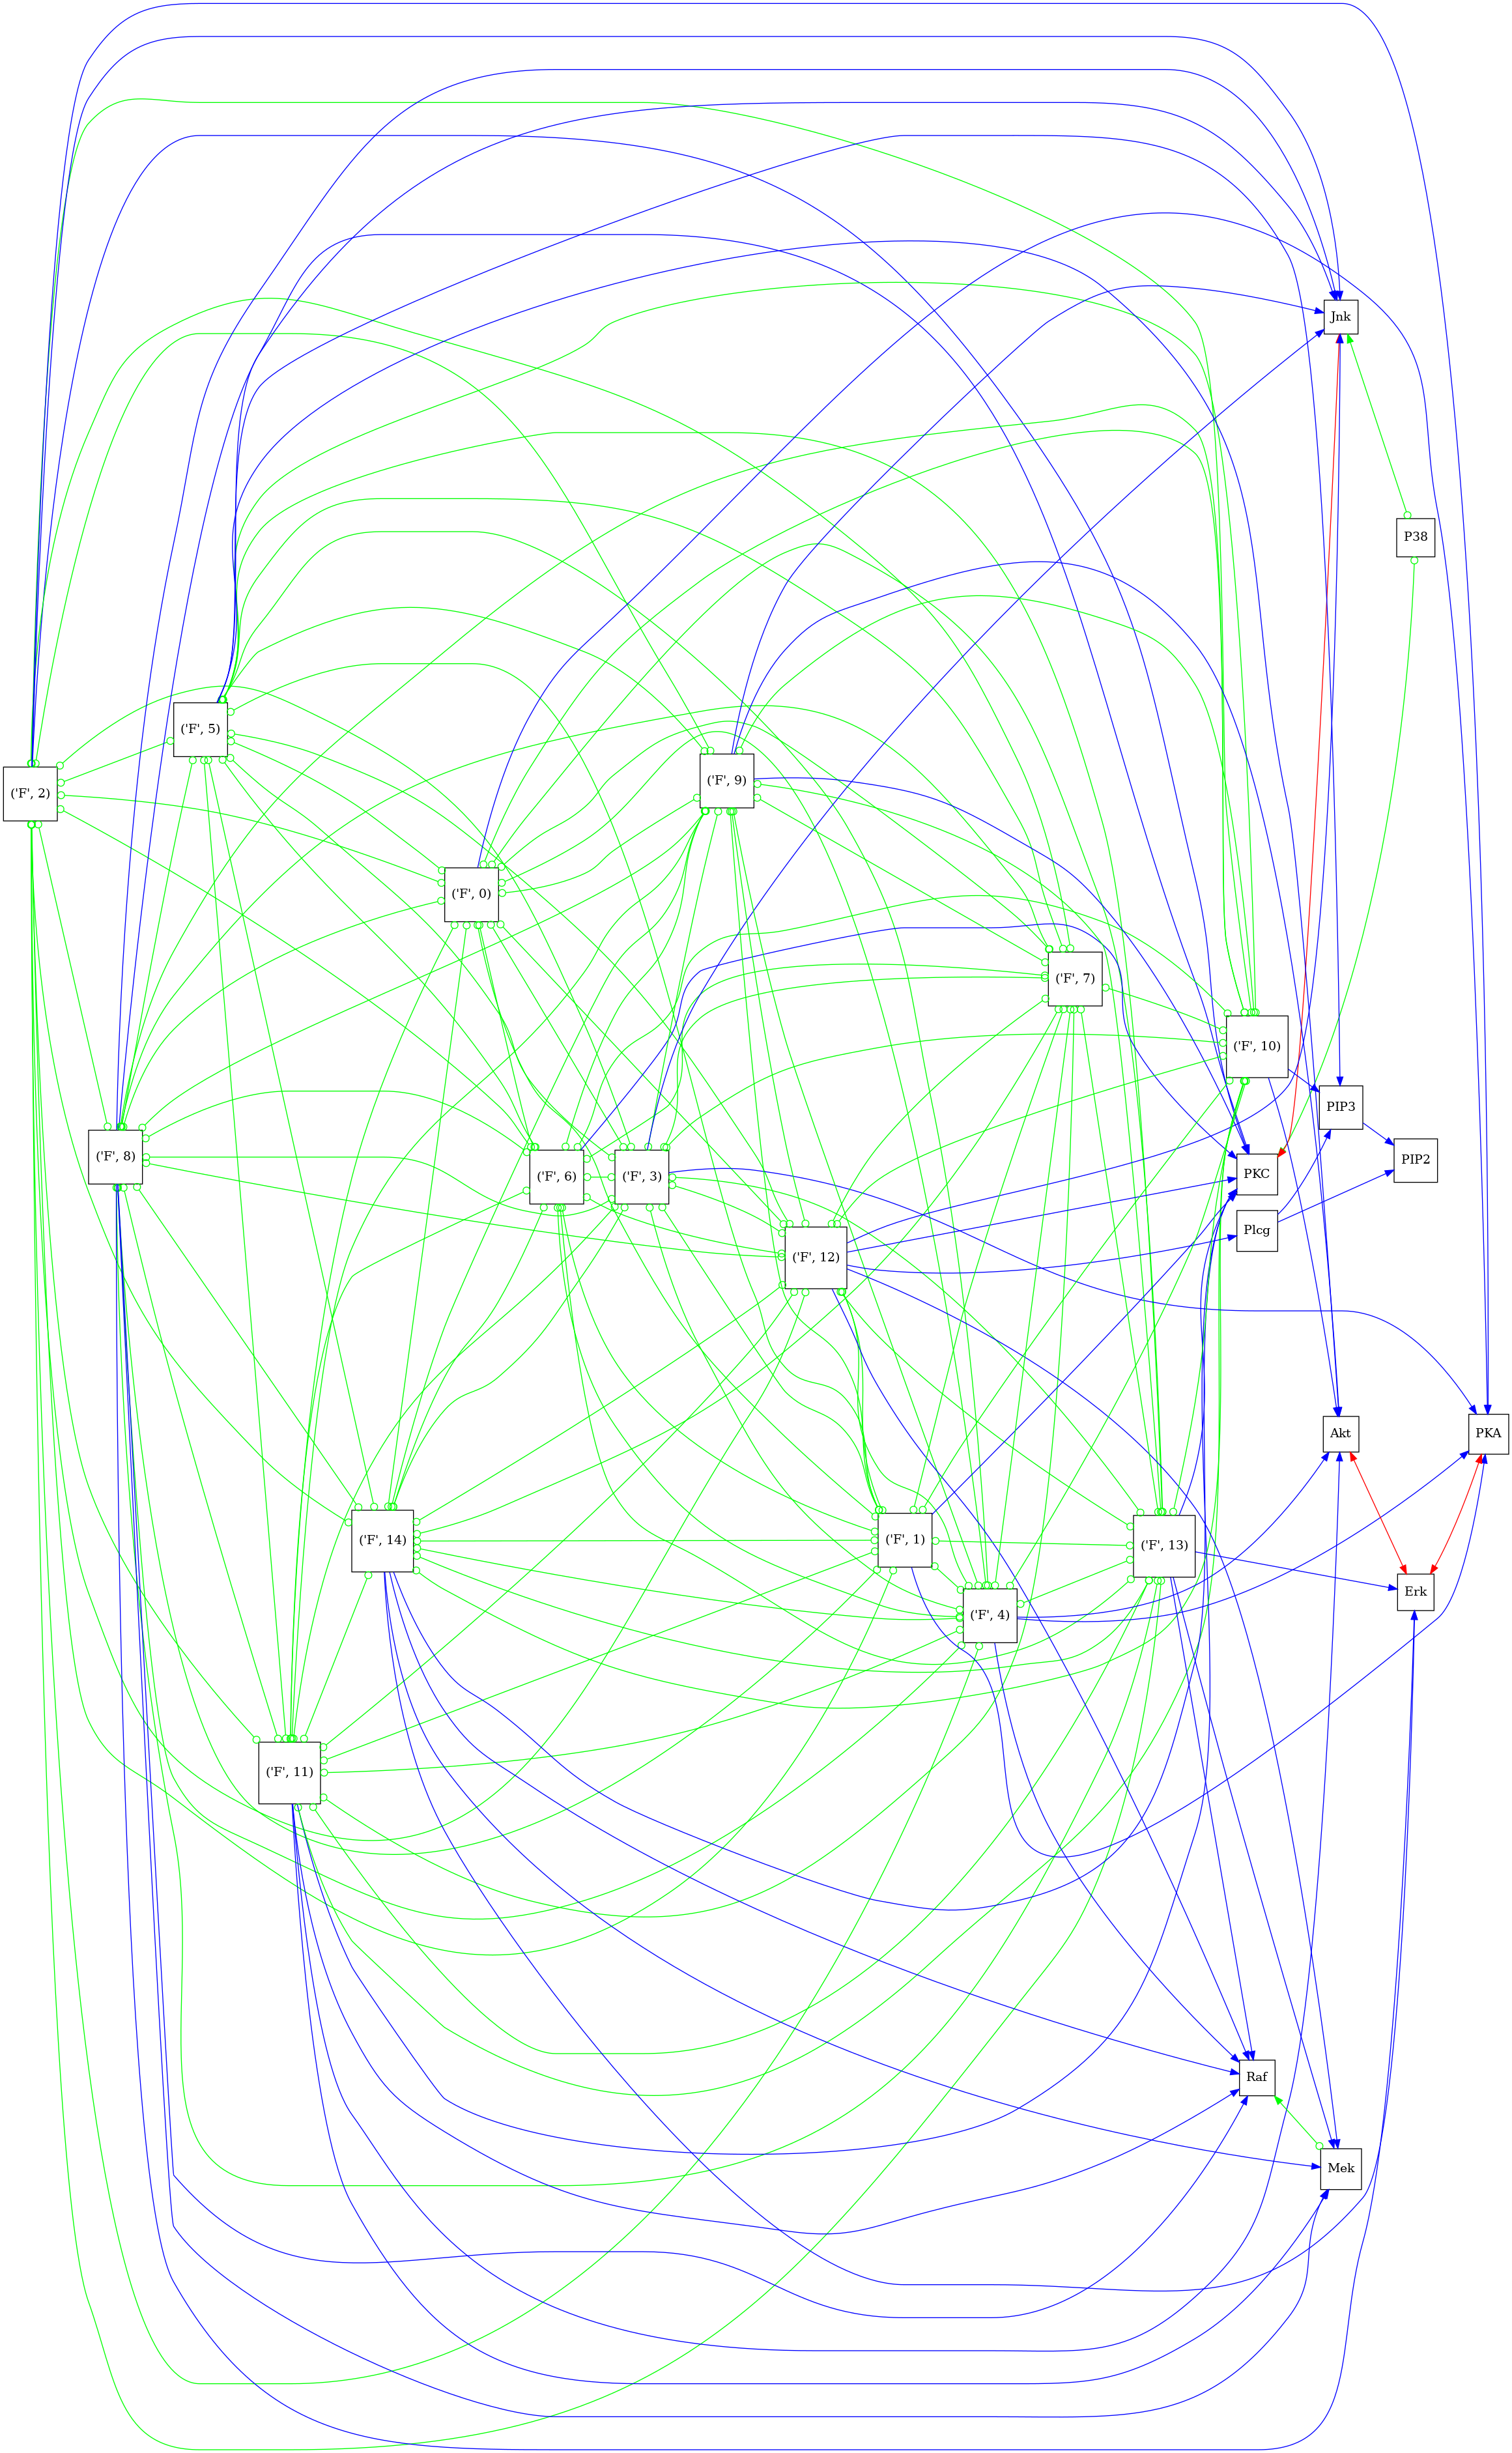 Jnk
P38
('F', 5)
('F', 2)
('F', 9)
('F', 0)
('F', 7)
('F', 10)
PIP3
('F', 8)
PIP2
('F', 6)
('F', 3)
PKC
Plcg
('F', 12)
Akt
PKA
('F', 14)
('F', 1)
('F', 13)
Erk
('F', 4)
('F', 11)
Raf
Mek